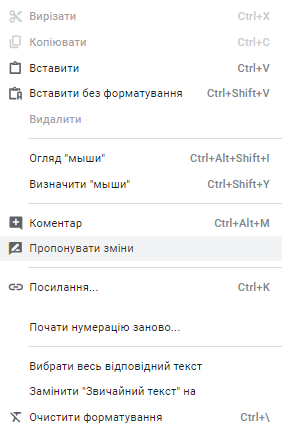 Вирізати Ctrl+X
Копіювати Ctrl+C
Вставити Ctrl+V
Вставити без форматування Ctrl+Shift+V
Видалити
Огляд "мыши" Ctrl+Alt+Shift+I
Визначити "мыши" Ctrl+Shift+Y
Коментар Ctrl+Alt+M
Пропонувати зміни
Посилання... Ctrl+K
Почати нумерацію заново...
Вибрати весь відповідний текст
Замінити "Звичайний текст" на
Очистити форматування Ctrl+\